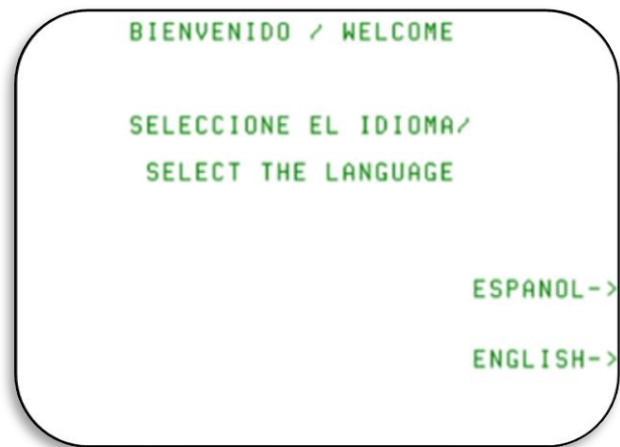 BIENVENIDO / WELCOME
SELECCIONE EL IDIOMA/
SELECT THE LANGUAGE
ESPANOL->
ENGLISH->